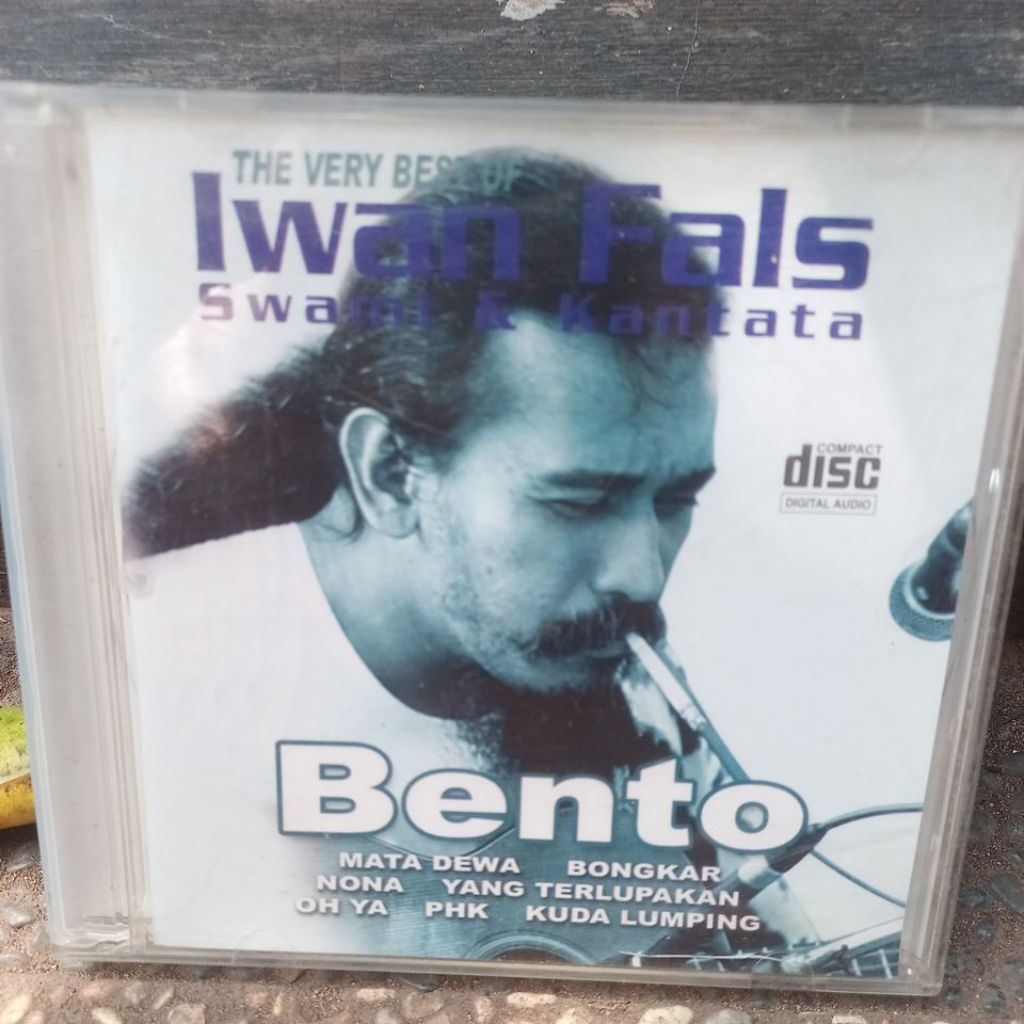 THE VERY BEST OF
Iwan Fals
Swami & Kantata
COMPACT
disc
DIGITAL AUDIO
Bento
MATA DEWA BONGKAR
NONA YANG TERLUPAKAN
OH YA PHK KUDA LUMPING